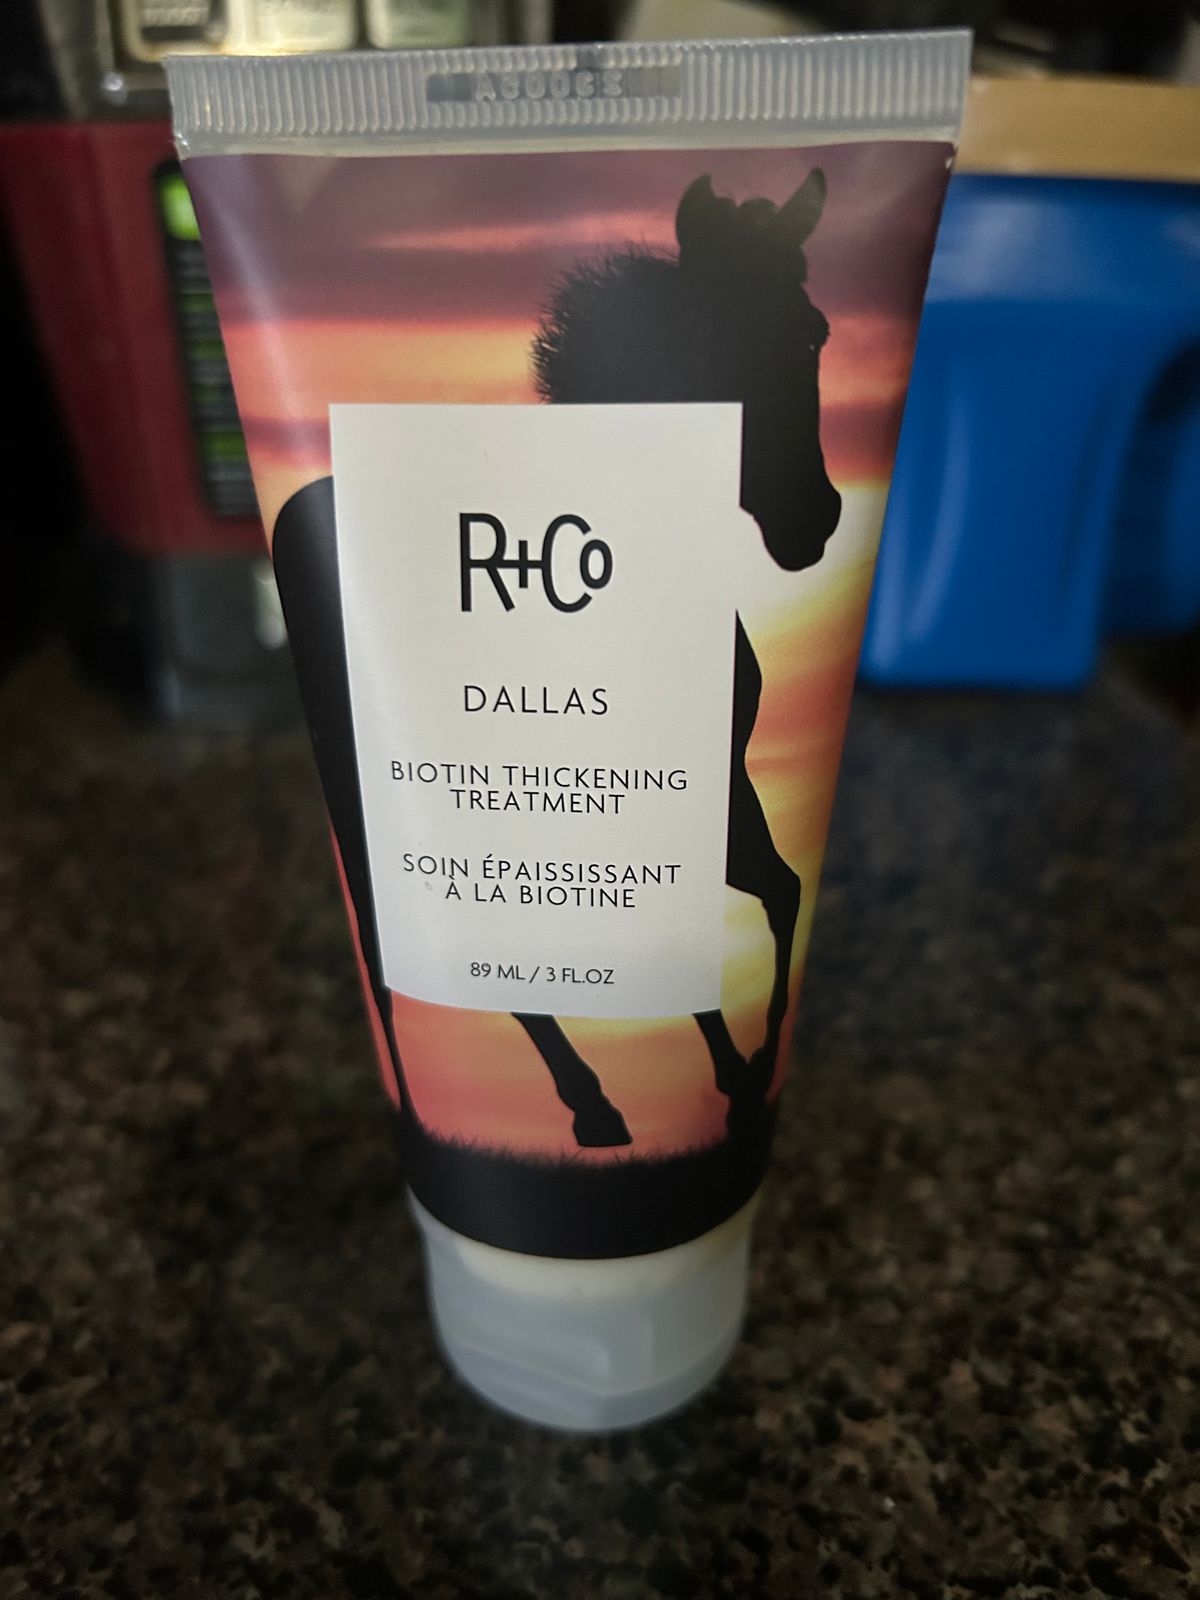 R+Co
DALLAS
BIOTIN THICKENING
TREATMENT
SOIN ÉPAISSISSANT
À LA BIOTINE
89 ML / 3 FL.OZ